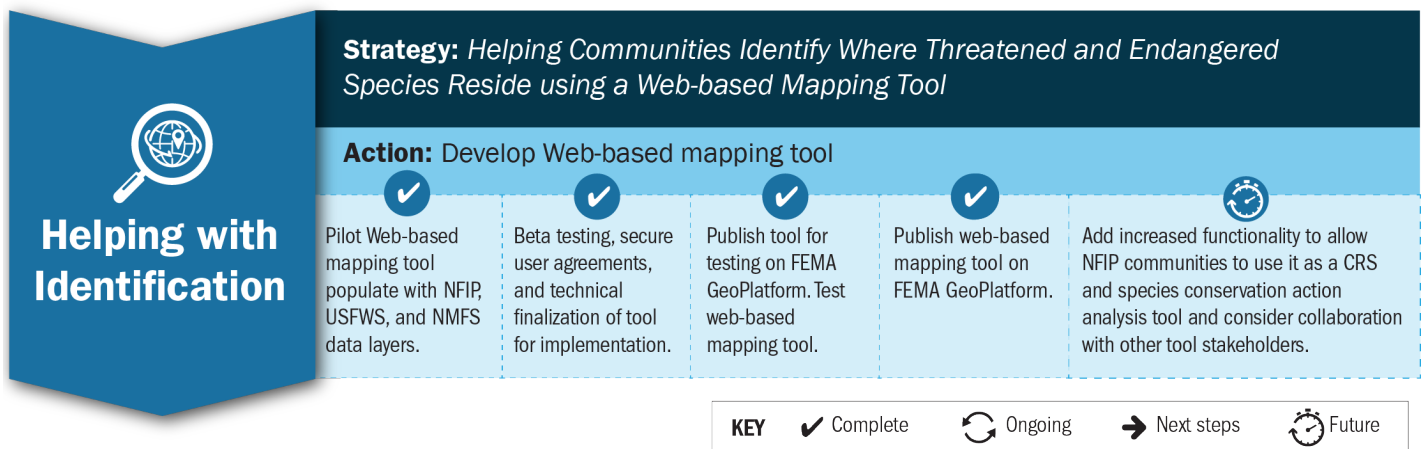 Helping with
Identification
Strategy: Helping Communities Identify Where Threatened and Endangered
Species Reside using a Web-based Mapping Tool
Action: Develop Web-based mapping tool
Pilot Web-based
mapping tool
populate with NFIP,
USFWS, and NMFS
data layers.
Beta testing, secure
user agreements,
and technical
finalization of tool
for implementation.
Publish tool for
testing on FEMA
GeoPlatform. Test
web-based
mapping tool.
Publish web-based
mapping tool on
FEMA GeoPlatform.
Add increased functionality to allow
NFIP communities to use it as a CRS
and species conservation action
analysis tool and consider collaboration
with other tool stakeholders.
KEY Complete Ongoing Next steps Future